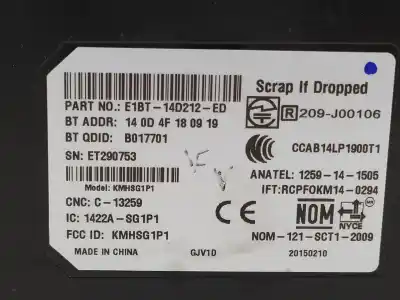 Scrap If Dropped
PART NO.: E1BT-14D212-ED
BT ADDR: 14 0D 4F 18 09 19
BT QDID: B017701
SN: ET290753
R 209-J00106
CCAB14LP1900T1
ANATEL: 1259-14-1505
IFT:RCPFOKM14-0294
Model: KMHSG1P1
CNC: C-13259
IC: 1422A-SG1P1
FCC ID: KMHSG1P1
MADE IN CHINA
GJV10
CE
NOM
NYCE
NOM-121-SCT1-2009
20150210